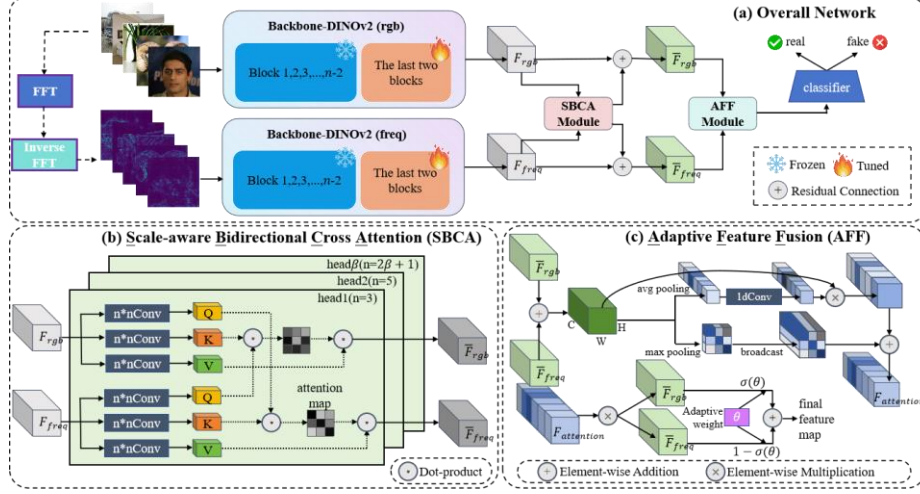 (a) Overall Network
Backbone-DINOv2 (rgb)
Block 1,2,3,...,n-2
The last two
blocks
FFT
Inverse
FFT
Backbone-DINOv2 (freq)
Block 1,2,3,...,n-2
The last two
blocks
F_rgb
F_freq
SBCA
Module
F̅_rgb
F̅_freq
AFF
Module
classifier
real
fake
Frozen
Tuned
Residual Connection
(b) Scale-aware Bidirectional Cross Attention (SBCA)
headβ(n=2β + 1)
head2(n=5)
head1(n=3)
F_rgb
n*nConv
Q
n*nConv
K
n*nConv
V
F_freq
n*nConv
Q
n*nConv
K
n*nConv
V
attention
map
F̅_rgb
F̅_freq
Dot-product
(c) Adaptive Feature Fusion (AFF)
F̅_rgb
F̅_freq
C
H
W
avg pooling
1dConv
max pooling
broadcast
F_attention
F_attention
F̅_rgb
F̅_freq
σ(θ)
Adaptive
weight
θ
1 − σ(θ)
final
feature
map
Element-wise Addition
Element-wise Multiplication